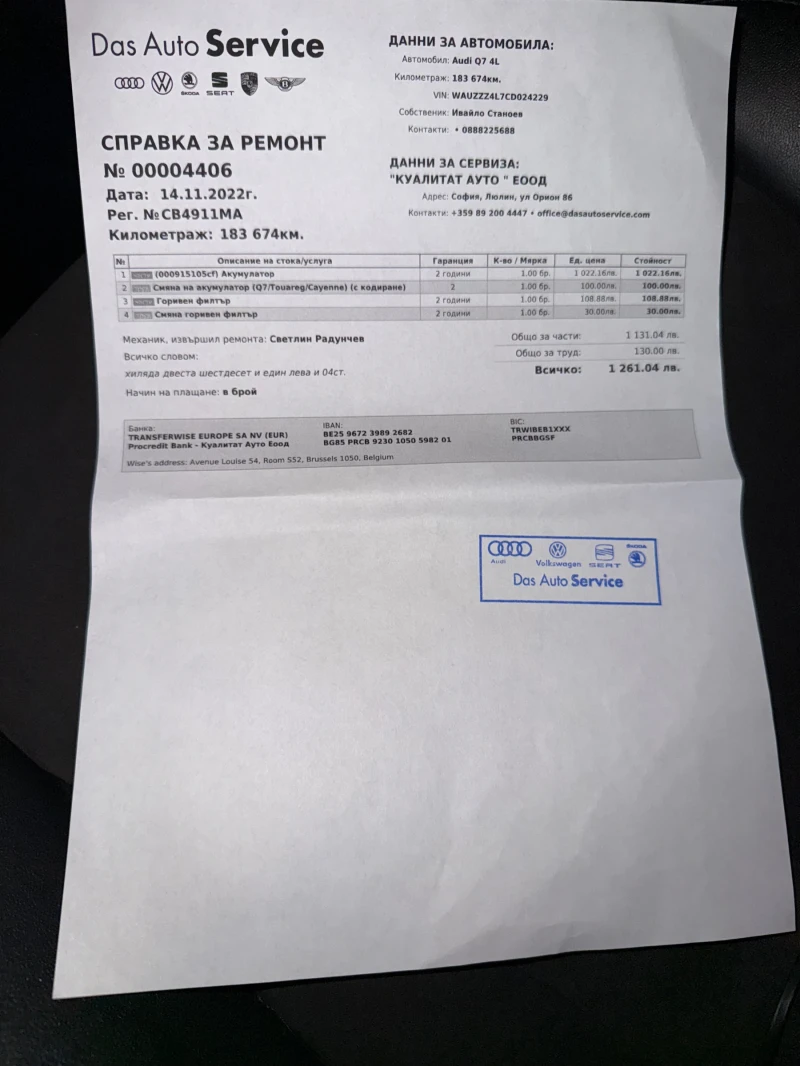 Das Auto Service
SKODA
SEAT
СПРАВКА ЗА РЕМОНТ
№ 00004406
Дата: 14.11.2022г.
Рег. №CB4911MA
Километраж: 183 674км.
ДАННИ ЗА АВТОМОБИЛА:
Автомобил: Audi Q7 4L
Километраж: 183 674км.
VIN: WAUZZZ4L7CD024229
Собственик: Ивайло Станоев
Контакти: • 0888225688
ДАННИ ЗА СЕРВИЗА:
"КУАЛИТАТ АУТО " ЕООД
Адрес: София, Люлин, ул Орион 86
Контакти: +359 89 200 4447 • office@dasautoservice.com
№ Описание на стока/услуга Гаранция К-во / Марка Ед. цена Стойност
1 (000915105cf) Акумулатор 2 години 1.00 бр. 1 022.16лв. 1 022.16лв.
2 Смяна на акумулатор (Q7/Touareg/Cayenne) (с кодиране) 2 1.00 бр. 100.00лв. 100.00лв.
3 Горивен филтър 2 години 1.00 бр. 108.88лв. 108.88лв.
4 Смяна горивен филтър 2 години 1.00 бр. 30.00лв. 30.00лв.
Механик, извършил ремонта: Светлин Радунчев
Всичко словом:
хиляда двеста шестдесет и един лева и 04ст.
Начин на плащане: в брой
Общо за части: 1 131.04 лв.
Общо за труд: 130.00 лв.
Всичко: 1 261.04 лв.
Банка: IBAN: BIC:
TRANSFERWISE EUROPE SA NV (EUR) BE25 9672 3989 2682 TRWIBEB1XXX
Procredit Bank - Куалитат Ауто Еоод BG85 PRCB 9230 1050 5982 01 PRCBBGSF
Wise's address: Avenue Louise 54, Room 552, Brussels 1050, Belgium
Audi Volkswagen SEAT SKODA
Das Auto Service